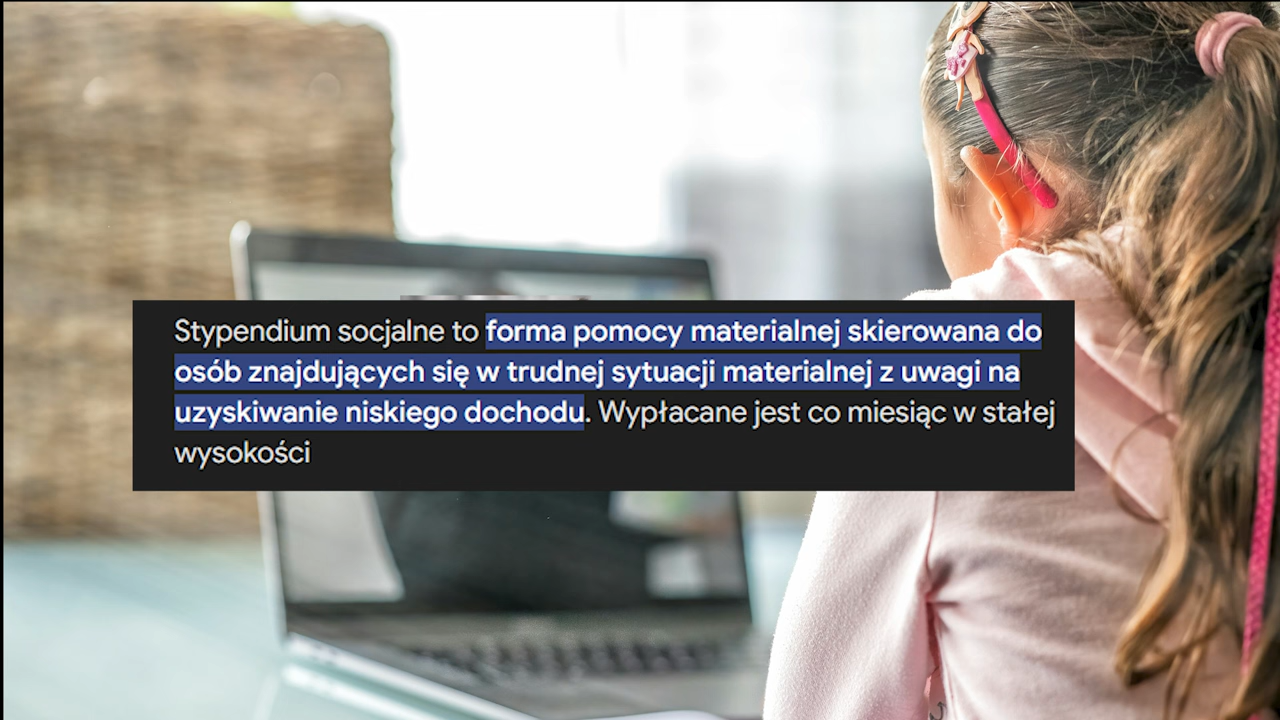 Stypendium socjalne to forma pomocy materialnej skierowana do
osób znajdujących się w trudnej sytuacji materialnej z uwagi na
uzyskiwanie niskiego dochodu. Wypłacane jest co miesiąc w stałej
wysokości